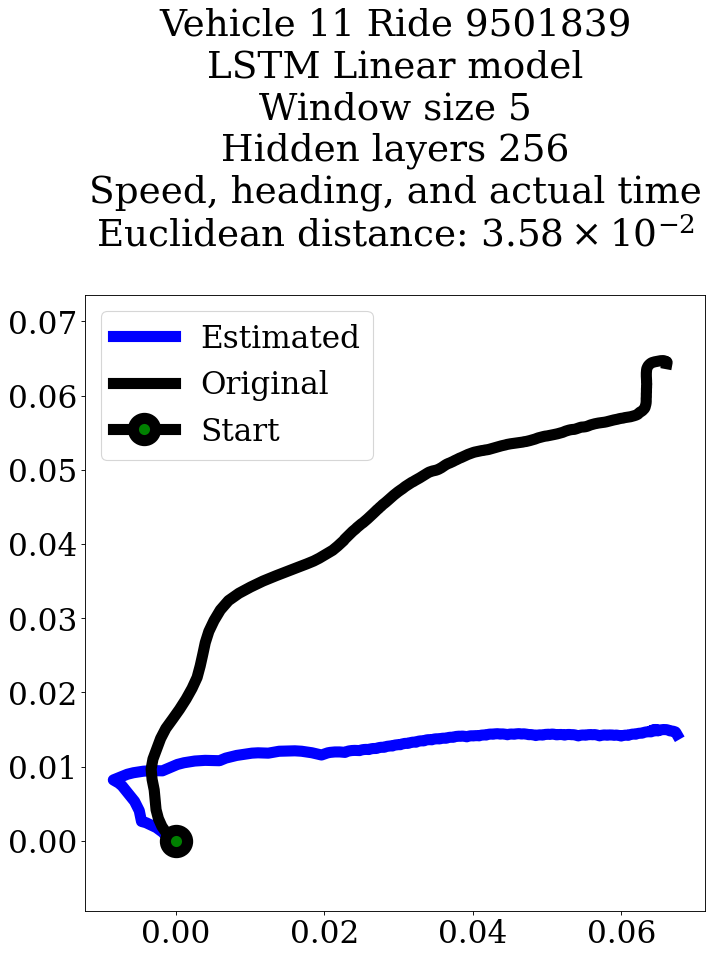 Vehicle 11 Ride 9501839
LSTM Linear model
Window size 5
Hidden layers 256
Speed, heading, and actual time
Euclidean distance: 3.58 × 10⁻²
Estimated
Original
Start
0.07
0.06
0.05
0.04
0.03
0.02
0.01
0.00
0.00 0.02 0.04 0.06